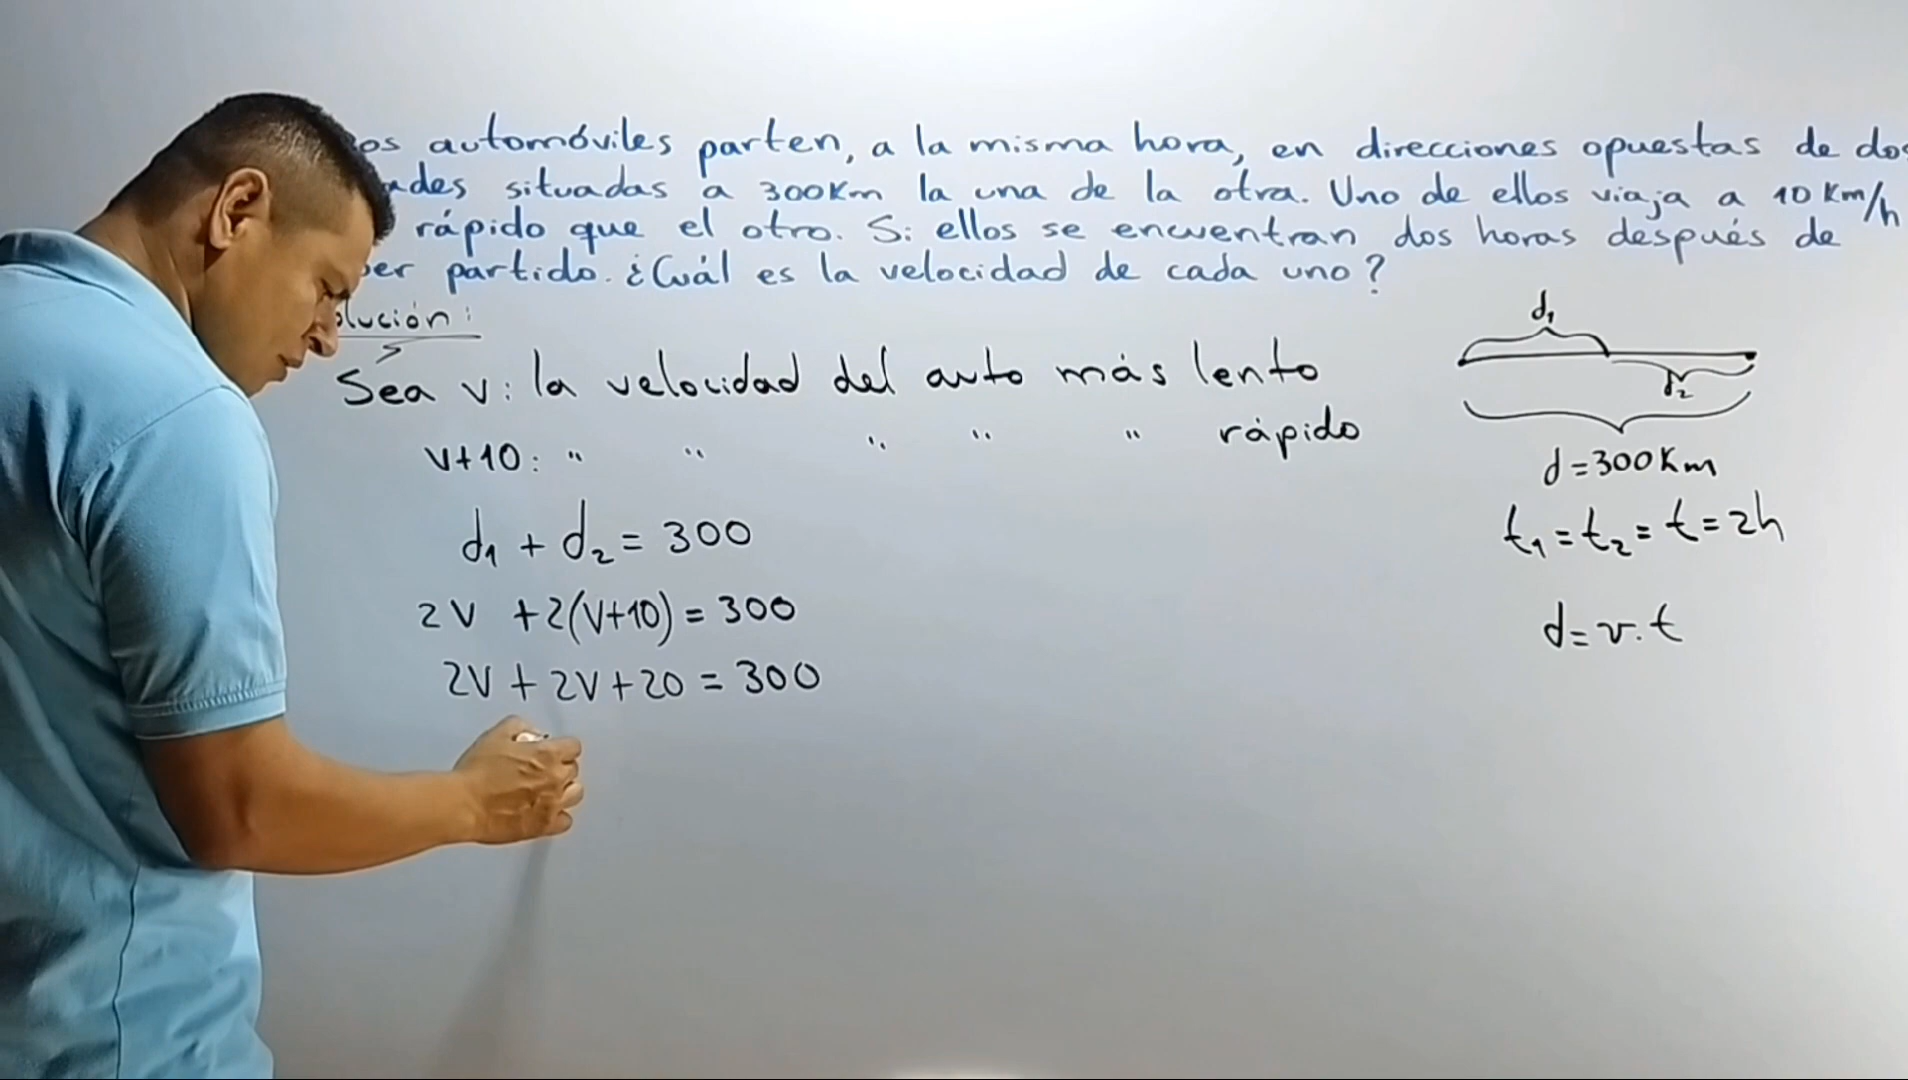 os automóviles parten, a la misma hora, en direcciones opuestas de dos
ades situadas a 300Km la una de la otra. Uno de ellos viaja a 10 Km/h
rápido que el otro. Si ellos se encuentran dos horas después de
er partido. ¿Cuál es la velocidad de cada uno?
olución:
Sea v: la velocidad del auto más lento
v+10: " " " " " rápido
d₁ + d₂ = 300
2V + 2(V+10) = 300
2V + 2V + 20 = 300
d₁
d₂
d = 300 Km
t₁ = t₂ = t = 2h
d = v.t